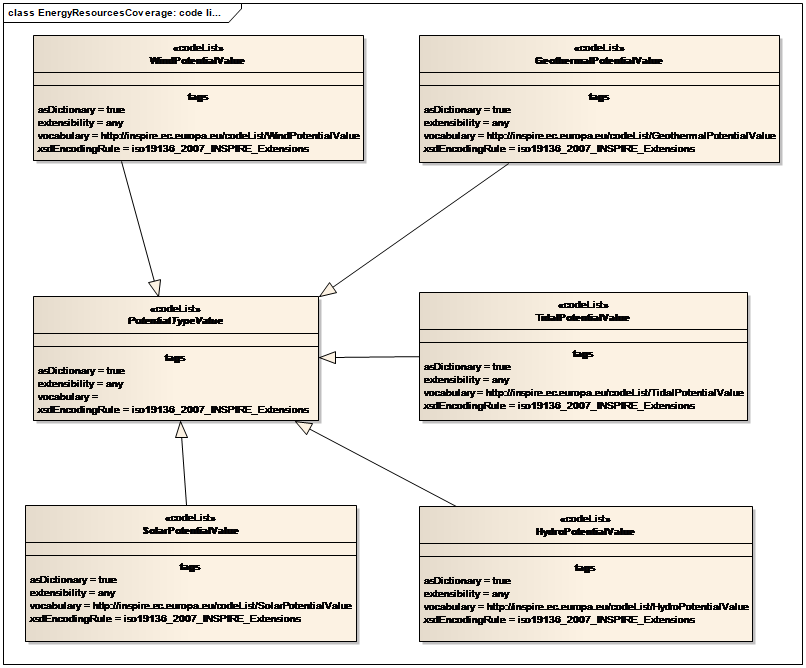 class EnergyResourcesCoverage: code li...
«codeList»
WindPotentialValue
tags
asDictionary = true
extensibility = any
vocabulary = http://inspire.ec.europa.eu/codeList/WindPotentialValue
xsdEncodingRule = iso19136_2007_INSPIRE_Extensions
«codeList»
GeothermalPotentialValue
tags
asDictionary = true
extensibility = any
vocabulary = http://inspire.ec.europa.eu/codeList/GeothermalPotentialValue
xsdEncodingRule = iso19136_2007_INSPIRE_Extensions
«codeList»
PotentialTypeValue
tags
asDictionary = true
extensibility = any
vocabulary =
xsdEncodingRule = iso19136_2007_INSPIRE_Extensions
«codeList»
TidalPotentialValue
tags
asDictionary = true
extensibility = any
vocabulary = http://inspire.ec.europa.eu/codeList/TidalPotentialValue
xsdEncodingRule = iso19136_2007_INSPIRE_Extensions
«codeList»
SolarPotentialValue
tags
asDictionary = true
extensibility = any
vocabulary = http://inspire.ec.europa.eu/codeList/SolarPotentialValue
xsdEncodingRule = iso19136_2007_INSPIRE_Extensions
«codeList»
HydroPotentialValue
tags
asDictionary = true
extensibility = any
vocabulary = http://inspire.ec.europa.eu/codeList/HydroPotentialValue
xsdEncodingRule = iso19136_2007_INSPIRE_Extensions